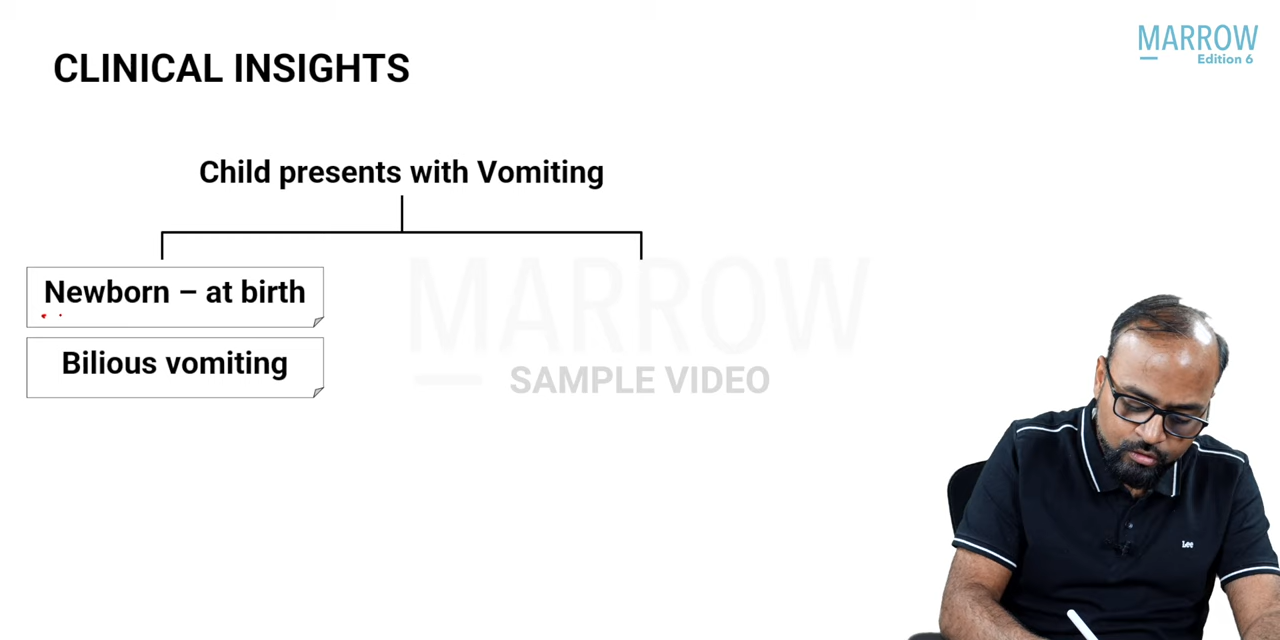 MARROW
Edition 6
CLINICAL INSIGHTS
Child presents with Vomiting
Newborn – at birth
Bilious vomiting
MARROW
SAMPLE VIDEO
Lee